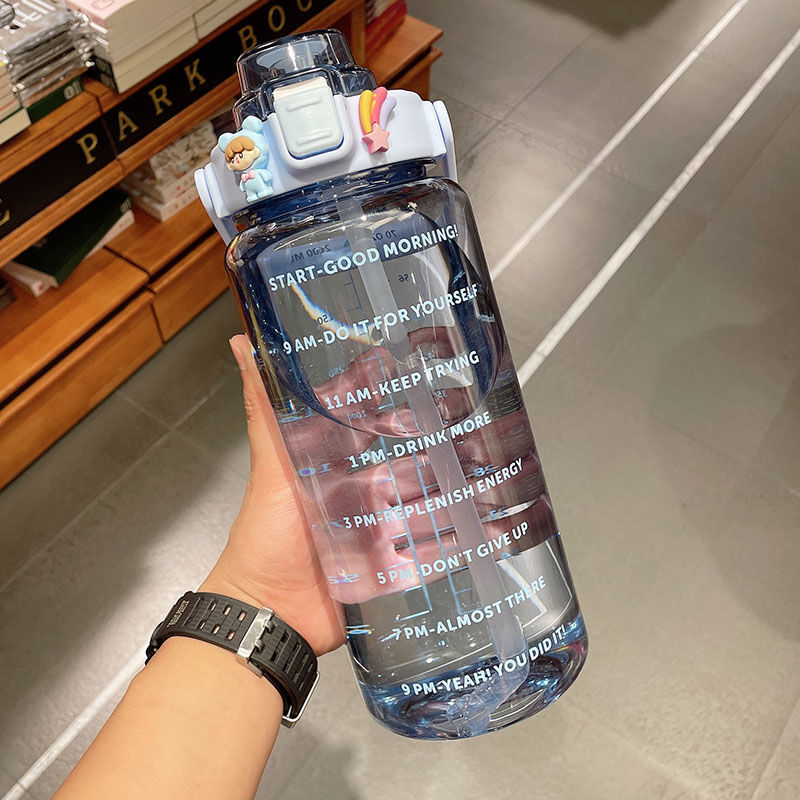 PARK BOO
START-GOOD MORNING!
9 AM-DO IT FOR YOURSELF
11 AM-KEEP TRYING
1 PM-DRINK MORE
3 PM-REPLENISH ENERGY
5 PM-DON'T GIVE UP
7 PM-ALMOST THERE
9 PM-YEAH! YOU DID IT!